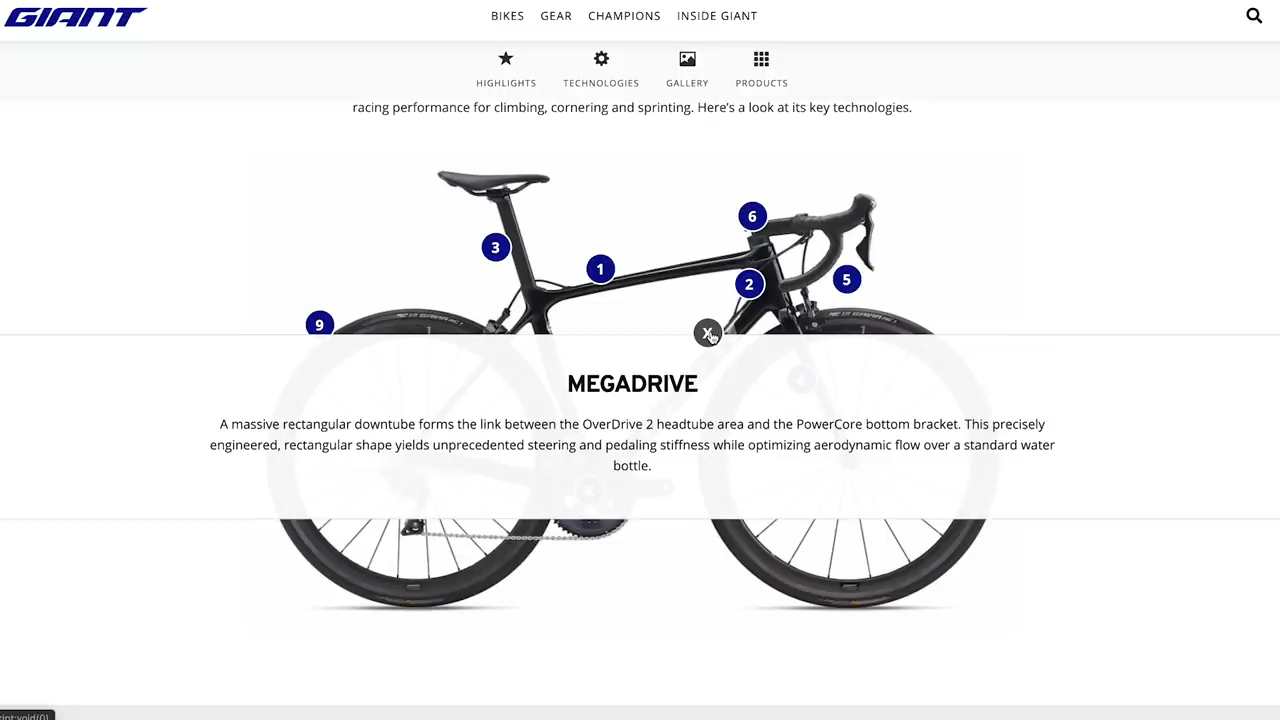 GIANT
BIKES GEAR CHAMPIONS INSIDE GIANT
HIGHLIGHTS TECHNOLOGIES GALLERY PRODUCTS
racing performance for climbing, cornering and sprinting. Here's a look at its key technologies.
6
3
1
2
5
9
X
4
MEGADRIVE
A massive rectangular downtube forms the link between the OverDrive 2 headtube area and the PowerCore bottom bracket. This precisely
engineered, rectangular shape yields unprecedented steering and pedaling stiffness while optimizing aerodynamic flow over a standard water
bottle.